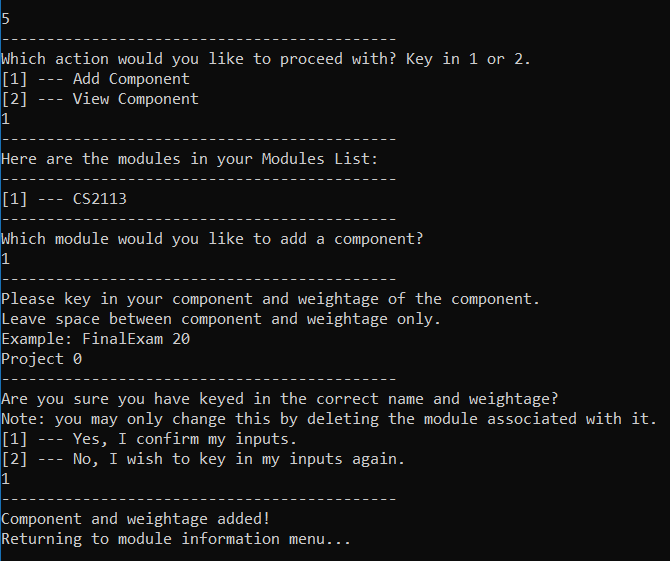 5
--------------------------------------------
Which action would you like to proceed with? Key in 1 or 2.
[1] --- Add Component
[2] --- View Component
1
--------------------------------------------
Here are the modules in your Modules List:
--------------------------------------------
[1] --- CS2113
--------------------------------------------
Which module would you like to add a component?
1
--------------------------------------------
Please key in your component and weightage of the component.
Leave space between component and weightage only.
Example: FinalExam 20
Project 0
--------------------------------------------
Are you sure you have keyed in the correct name and weightage?
Note: you may only change this by deleting the module associated with it.
[1] --- Yes, I confirm my inputs.
[2] --- No, I wish to key in my inputs again.
1
--------------------------------------------
Component and weightage added!
Returning to module information menu...